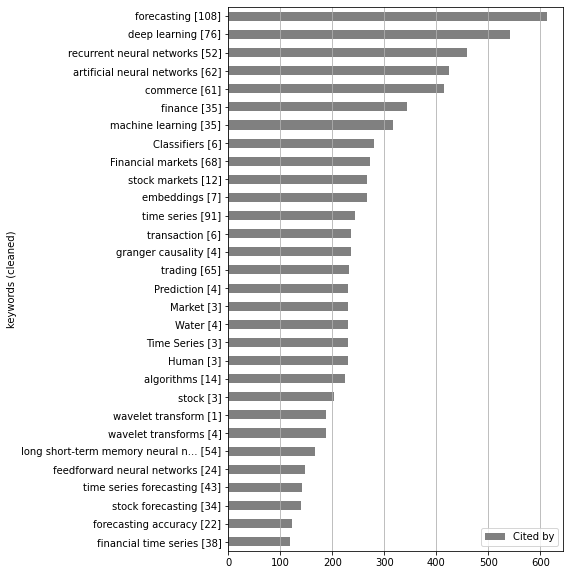 keywords (cleaned)
forecasting [108]
deep learning [76]
recurrent neural networks [52]
artificial neural networks [62]
commerce [61]
finance [35]
machine learning [35]
Classifiers [6]
Financial markets [68]
stock markets [12]
embeddings [7]
time series [91]
transaction [6]
granger causality [4]
trading [65]
Prediction [4]
Market [3]
Water [4]
Time Series [3]
Human [3]
algorithms [14]
stock [3]
wavelet transform [1]
wavelet transforms [4]
long short-term memory neural n... [54]
feedforward neural networks [24]
time series forecasting [43]
stock forecasting [34]
forecasting accuracy [22]
financial time series [38]
Cited by
0 100 200 300 400 500 600